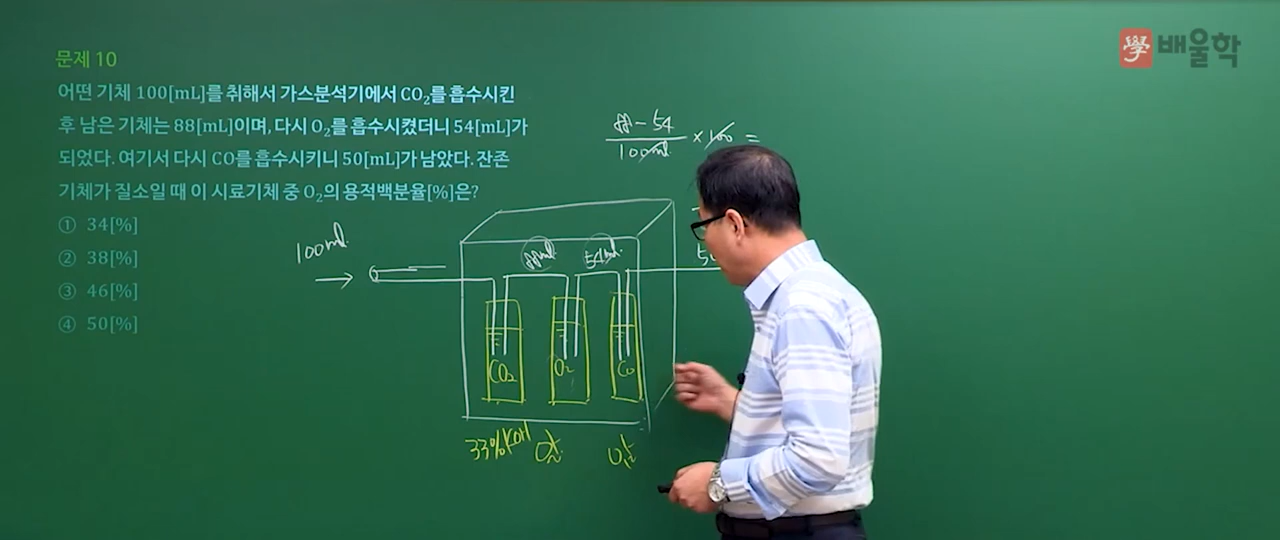 學 배울학
문제 10
어떤 기체 100[mL]를 취해서 가스분석기에서 CO₂를 흡수시킨
후 남은 기체는 88[mL]이며, 다시 O₂를 흡수시켰더니 54[mL]가
되었다. 여기서 다시 CO를 흡수시키니 50[mL]가 남았다. 잔존
기체가 질소일 때 이 시료기체 중 O₂의 용적백분율[%]은?
① 34[%]
② 38[%]
③ 46[%]
④ 50[%]
88-54
100ml
×100 =
100ml
88ml
54ml
CO₂
O₂
CO
33%KOH